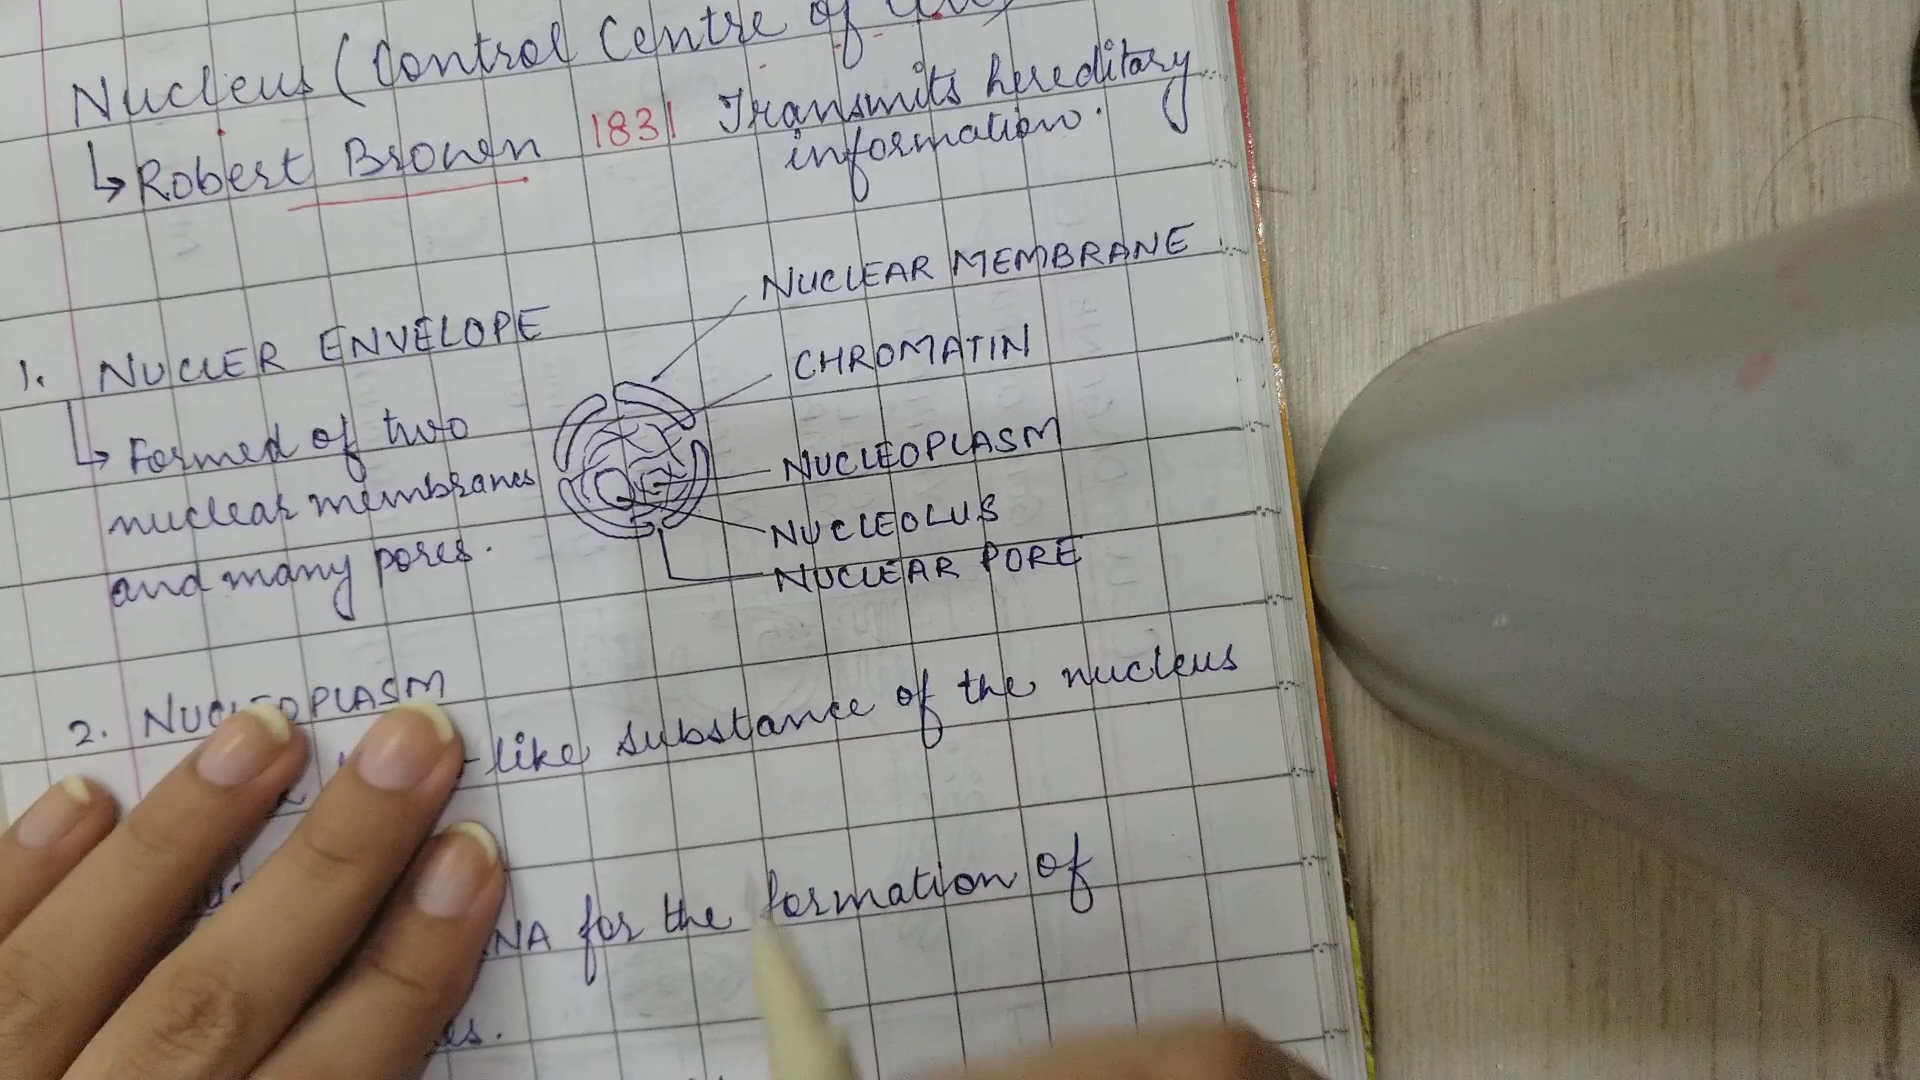 Nucleus (Control Centre of
↳ Robert Brown 1831 Transmits hereditary
information.
1. NUCLER ENVELOPE
↳ Formed of two
nuclear membranes
and many pores.
NUCLEAR MEMBRANE
CHROMATIN
NUCLEOPLASM
NUCLEOLUS
NUCLEAR PORE
2. NUCLEOPLASM
-like substance of the nucleus
NA for the formation of
es.